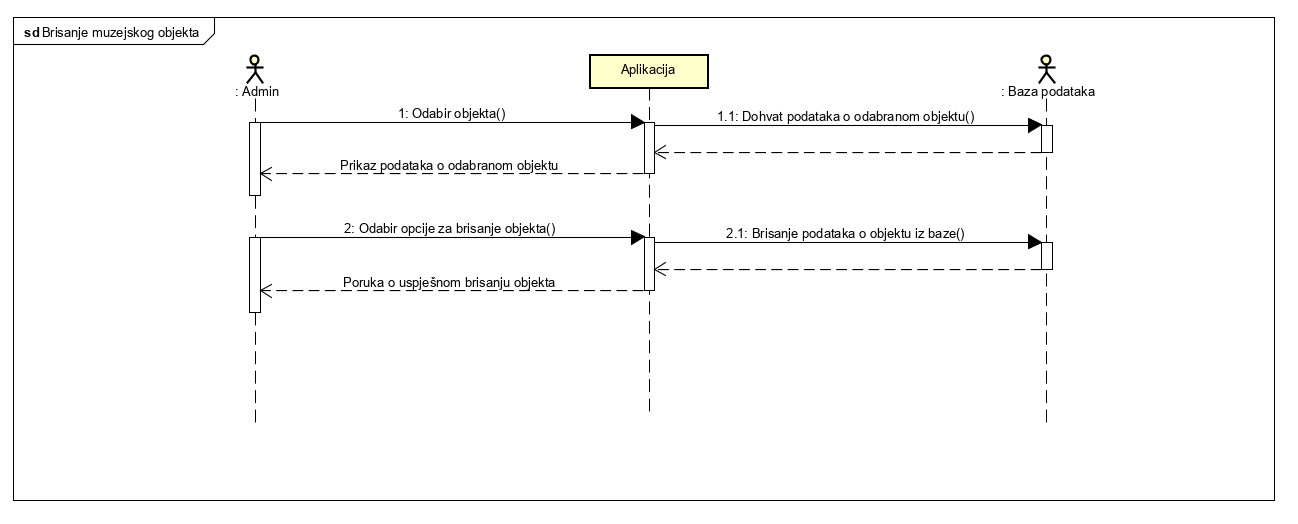 sd Brisanje muzejskog objekta
Aplikacija
: Admin
: Baza podataka
1: Odabir objekta()
1.1: Dohvat podataka o odabranom objektu()
Prikaz podataka o odabranom objektu
2: Odabir opcije za brisanje objekta()
2.1: Brisanje podataka o objektu iz baze()
Poruka o uspješnom brisanju objekta